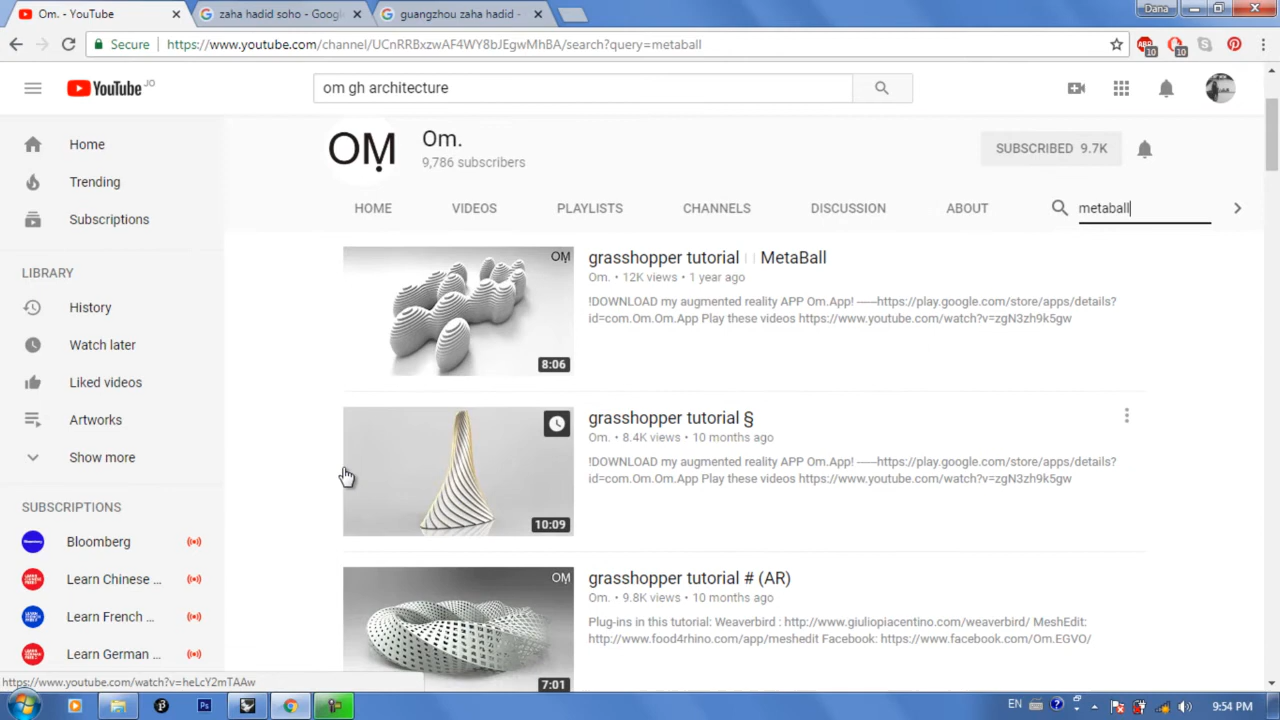 Om. - YouTube
zaha hadid soho - Googl
guangzhou zaha hadid -
Dana
Secure
https://www.youtube.com/channel/UCnRRBxzwAF4WY8bJEgwMhBA/search?query=metaball
10
10
YouTube JO
om gh architecture
Home
Trending
Subscriptions
LIBRARY
History
Watch later
Liked videos
Artworks
Show more
SUBSCRIPTIONS
Bloomberg
Learn Chinese ...
Learn French ...
Learn German ...
OM
Om.
9,786 subscribers
SUBSCRIBED 9.7K
HOME
VIDEOS
PLAYLISTS
CHANNELS
DISCUSSION
ABOUT
metaball
OM
8:06
grasshopper tutorial MetaBall
Om. • 12K views • 1 year ago
!DOWNLOAD my augmented reality APP Om.App! -----https://play.google.com/store/apps/details?
id=com.Om.Om.App Play these videos https://www.youtube.com/watch?v=zgN3zh9k5gw
10:09
grasshopper tutorial §
Om. • 8.4K views • 10 months ago
!DOWNLOAD my augmented reality APP Om.App! -----https://play.google.com/store/apps/details?
id=com.Om.Om.App Play these videos https://www.youtube.com/watch?v=zgN3zh9k5gw
OM
7:01
grasshopper tutorial # (AR)
Om. • 9.8K views • 10 months ago
Plug-ins in this tutorial: Weaverbird : http://www.giuliopiacentino.com/weaverbird/ MeshEdit:
http://www.food4rhino.com/app/meshedit Facebook: https://www.facebook.com/Om.EGVO/
https://www.youtube.com/watch?v=heLcY2mTAAw
Ps
EN
9:54 PM